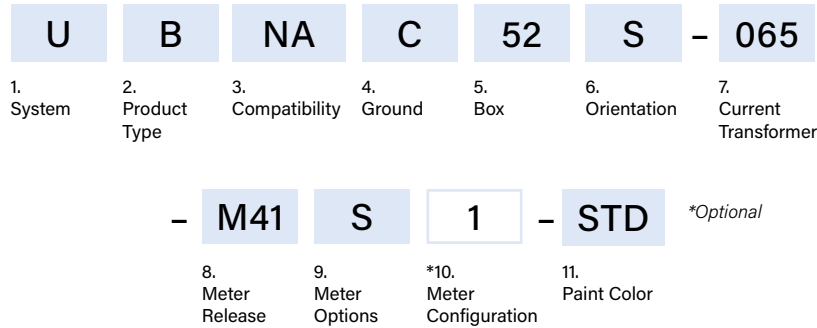 U B NA C 52 S – 065
1. 2. 3. 4. 5. 6. 7.
System Product Compatibility Ground Box Orientation Current
Type Transformer
– M41 S 1 – STD *Optional
8. 9. *10. 11.
Meter Meter Meter Paint Color
Release Options Configuration